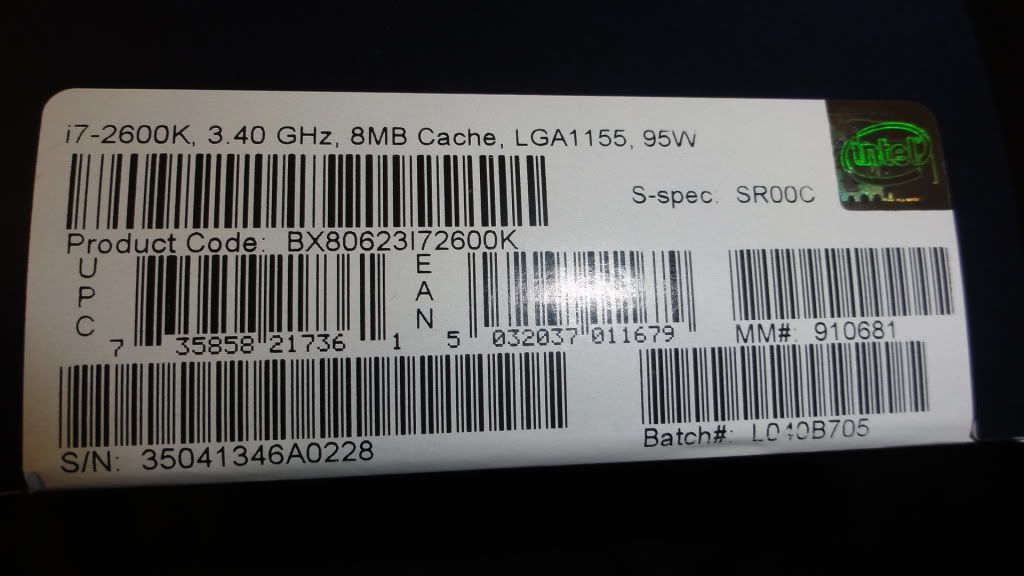 i7-2600K, 3.40 GHz, 8MB Cache, LGA1155, 95W
intel
S-spec: SR00C
Product Code: BX80623I72600K
UPC
7 35858 21736 1
EAN
5 032037 011679
MM#: 910681
S/N: 35041346A0228
Batch#: L040B705